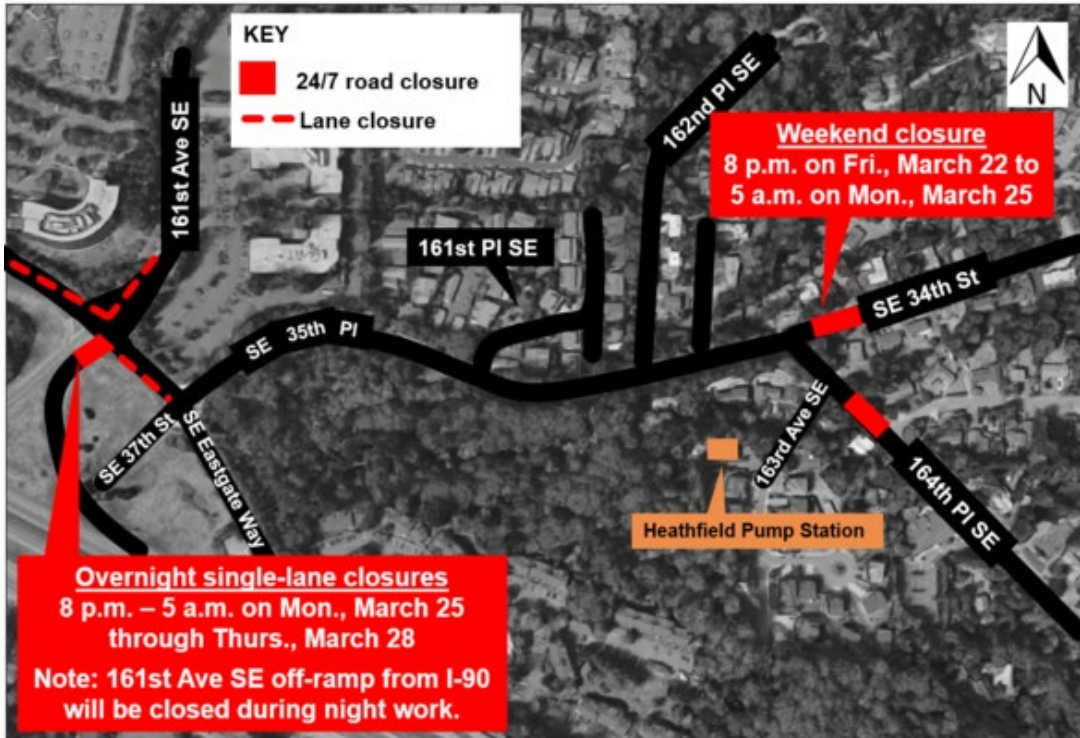 KEY
24/7 road closure
Lane closure
N
161st Ave SE
162nd Pl SE
Weekend closure
8 p.m. on Fri., March 22 to
5 a.m. on Mon., March 25
161st Pl SE
SE 34th St
SE 35th Pl
SE 37th St
SE Eastgate Way
163rd Ave SE
164th Pl SE
Heathfield Pump Station
Overnight single-lane closures
8 p.m. – 5 a.m. on Mon., March 25
through Thurs., March 28
Note: 161st Ave SE off-ramp from I-90
will be closed during night work.